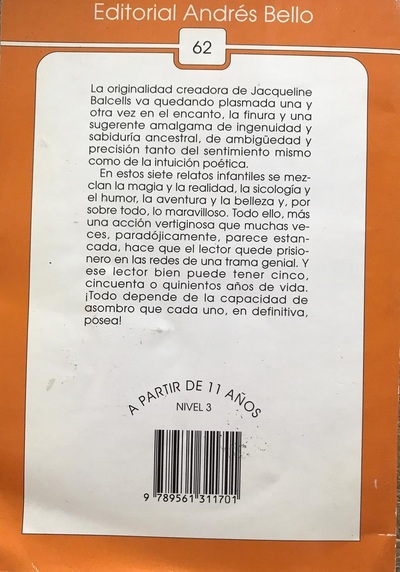 Editorial Andrés Bello
62
La originalidad creadora de Jacqueline
Balcells va quedando plasmada una y
otra vez en el encanto, la finura y una
sugerente amalgama de ingenuidad y
sabiduría ancestral, de ambigüedad y
precisión tanto del sentimiento mismo
como de la intuición poética.
En estos siete relatos infantiles se mez-
clan la magia y la realidad, la sicología y
el humor, la aventura y la belleza y, por
sobre todo, lo maravilloso. Todo ello, más
una acción vertiginosa que muchas ve-
ces, paradójicamente, parece estan-
cada, hace que el lector quede prisio-
nero en las redes de una trama genial. Y
ese lector bien puede tener cinco,
cincuenta o quinientos años de vida.
¡Todo depende de la capacidad de
asombro que cada uno, en definitiva,
posea!
A PARTIR DE 11 AÑOS
NIVEL 3
9 789561 311701